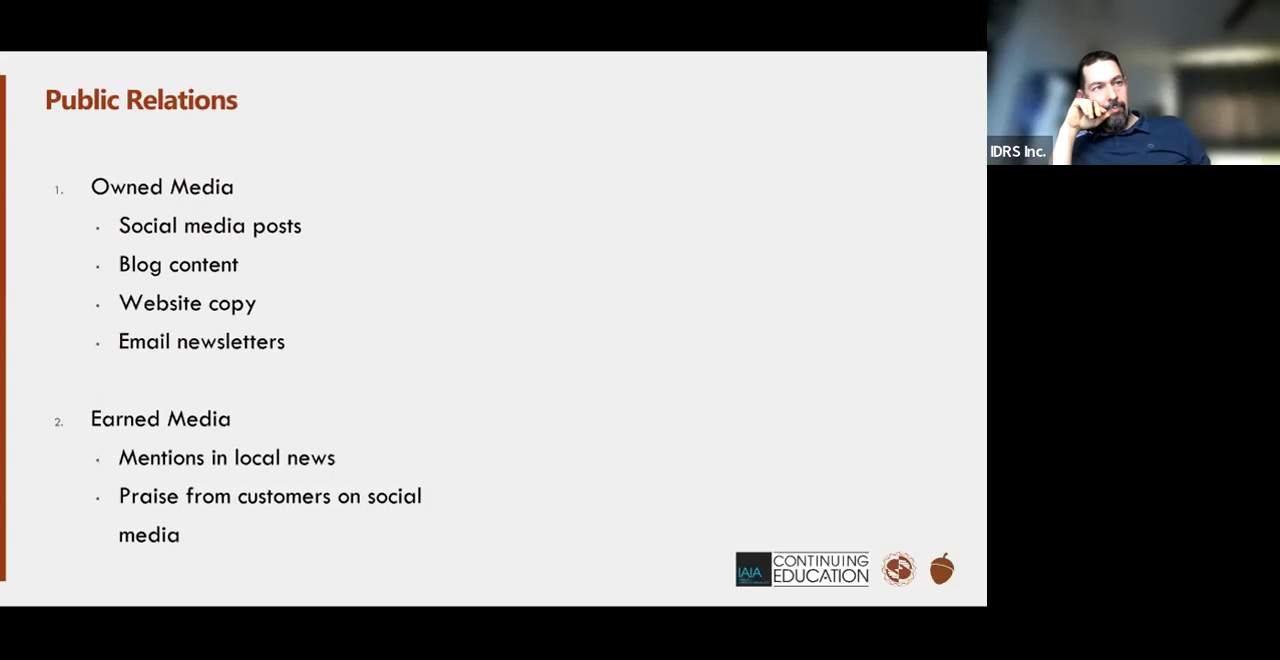 Public Relations
IDRS Inc.
1. Owned Media
· Social media posts
· Blog content
· Website copy
· Email newsletters
2. Earned Media
· Mentions in local news
· Praise from customers on social
media
IAIA CONTINUING
EDUCATION